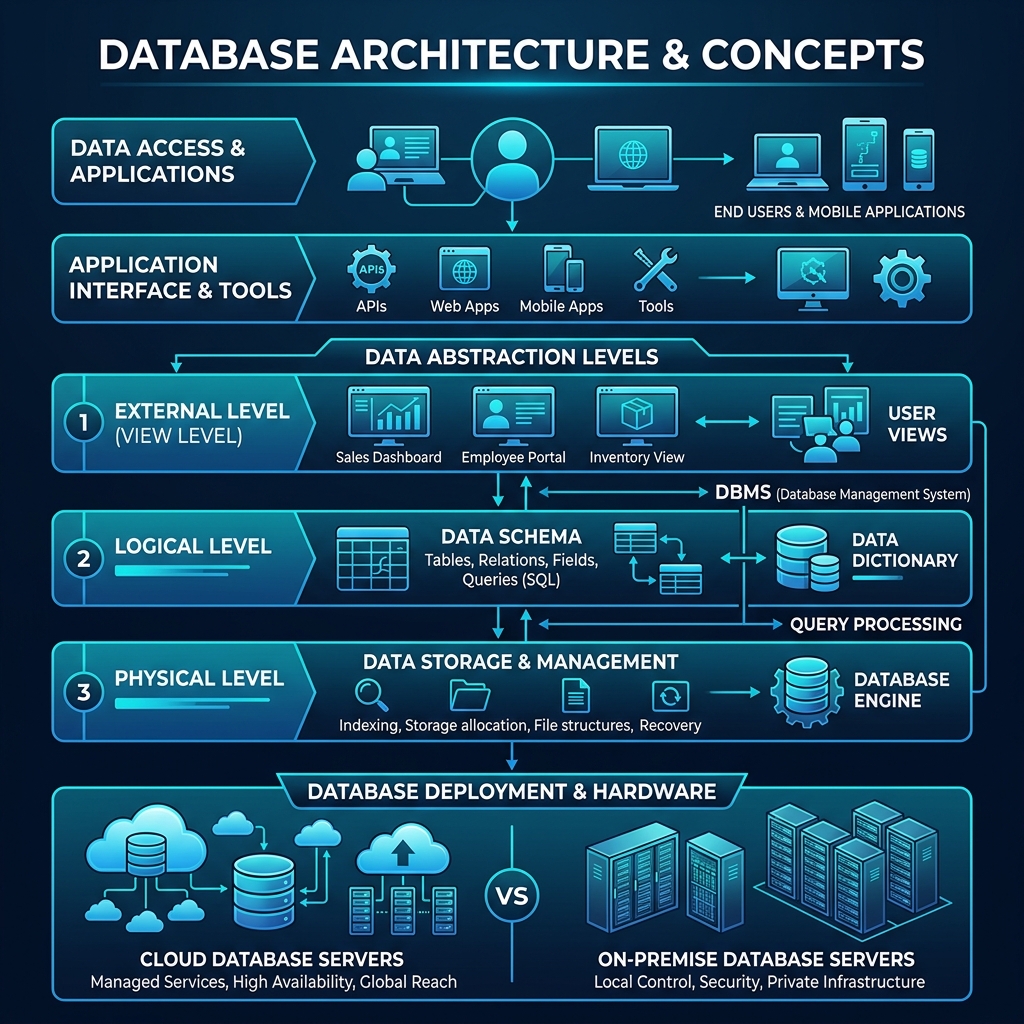 DATABASE ARCHITECTURE & CONCEPTS
DATA ACCESS &
APPLICATIONS
END USERS & MOBILE APPLICATIONS
APPLICATION
INTERFACE & TOOLS
APIs
APIs
Web Apps
Mobile Apps
Tools
DATA ABSTRACTION LEVELS
1
EXTERNAL LEVEL
(VIEW LEVEL)
Sales Dashboard
Employee Portal
Inventory View
USER
VIEWS
DBMS (Database Management System)
2
LOGICAL LEVEL
DATA SCHEMA
Tables, Relations, Fields,
Queries (SQL)
DATA
DICTIONARY
QUERY PROCESSING
3
PHYSICAL LEVEL
DATA STORAGE & MANAGEMENT
Indexing, Storage allocation, File structures, Recovery
DATABASE
ENGINE
DATABASE DEPLOYMENT & HARDWARE
VS
CLOUD DATABASE SERVERS
Managed Services, High Availability, Global Reach
ON-PREMISE DATABASE SERVERS
Local Control, Security, Private Infrastructure